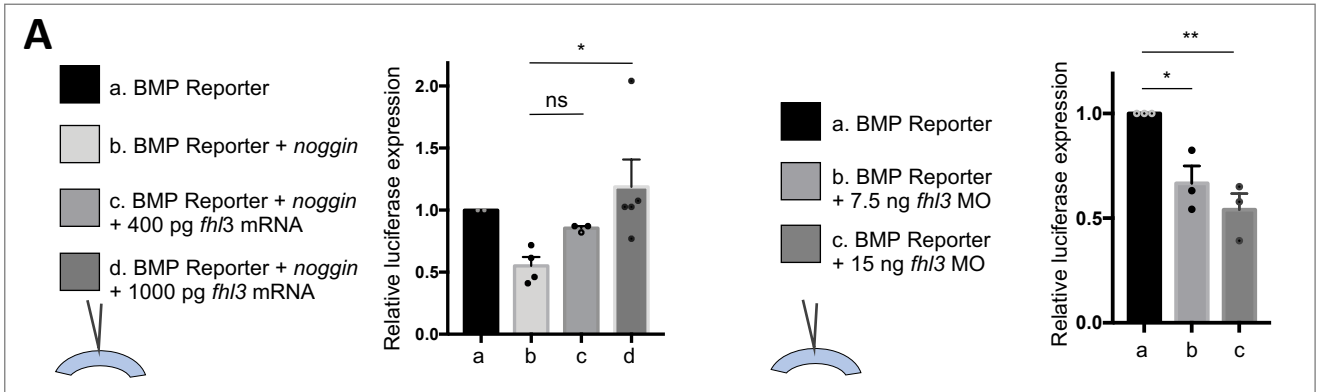 A
a. BMP Reporter
b. BMP Reporter + noggin
c. BMP Reporter + noggin
+ 400 pg fhl3 mRNA
d. BMP Reporter + noggin
+ 1000 pg fhl3 mRNA
Relative luciferase expression
2.0
1.5
1.0
0.5
0.0
*
ns
a b c d
a. BMP Reporter
b. BMP Reporter
+ 7.5 ng fhl3 MO
c. BMP Reporter
+ 15 ng fhl3 MO
Relative luciferase expression
1.0
0.5
0.0
**
*
a b c